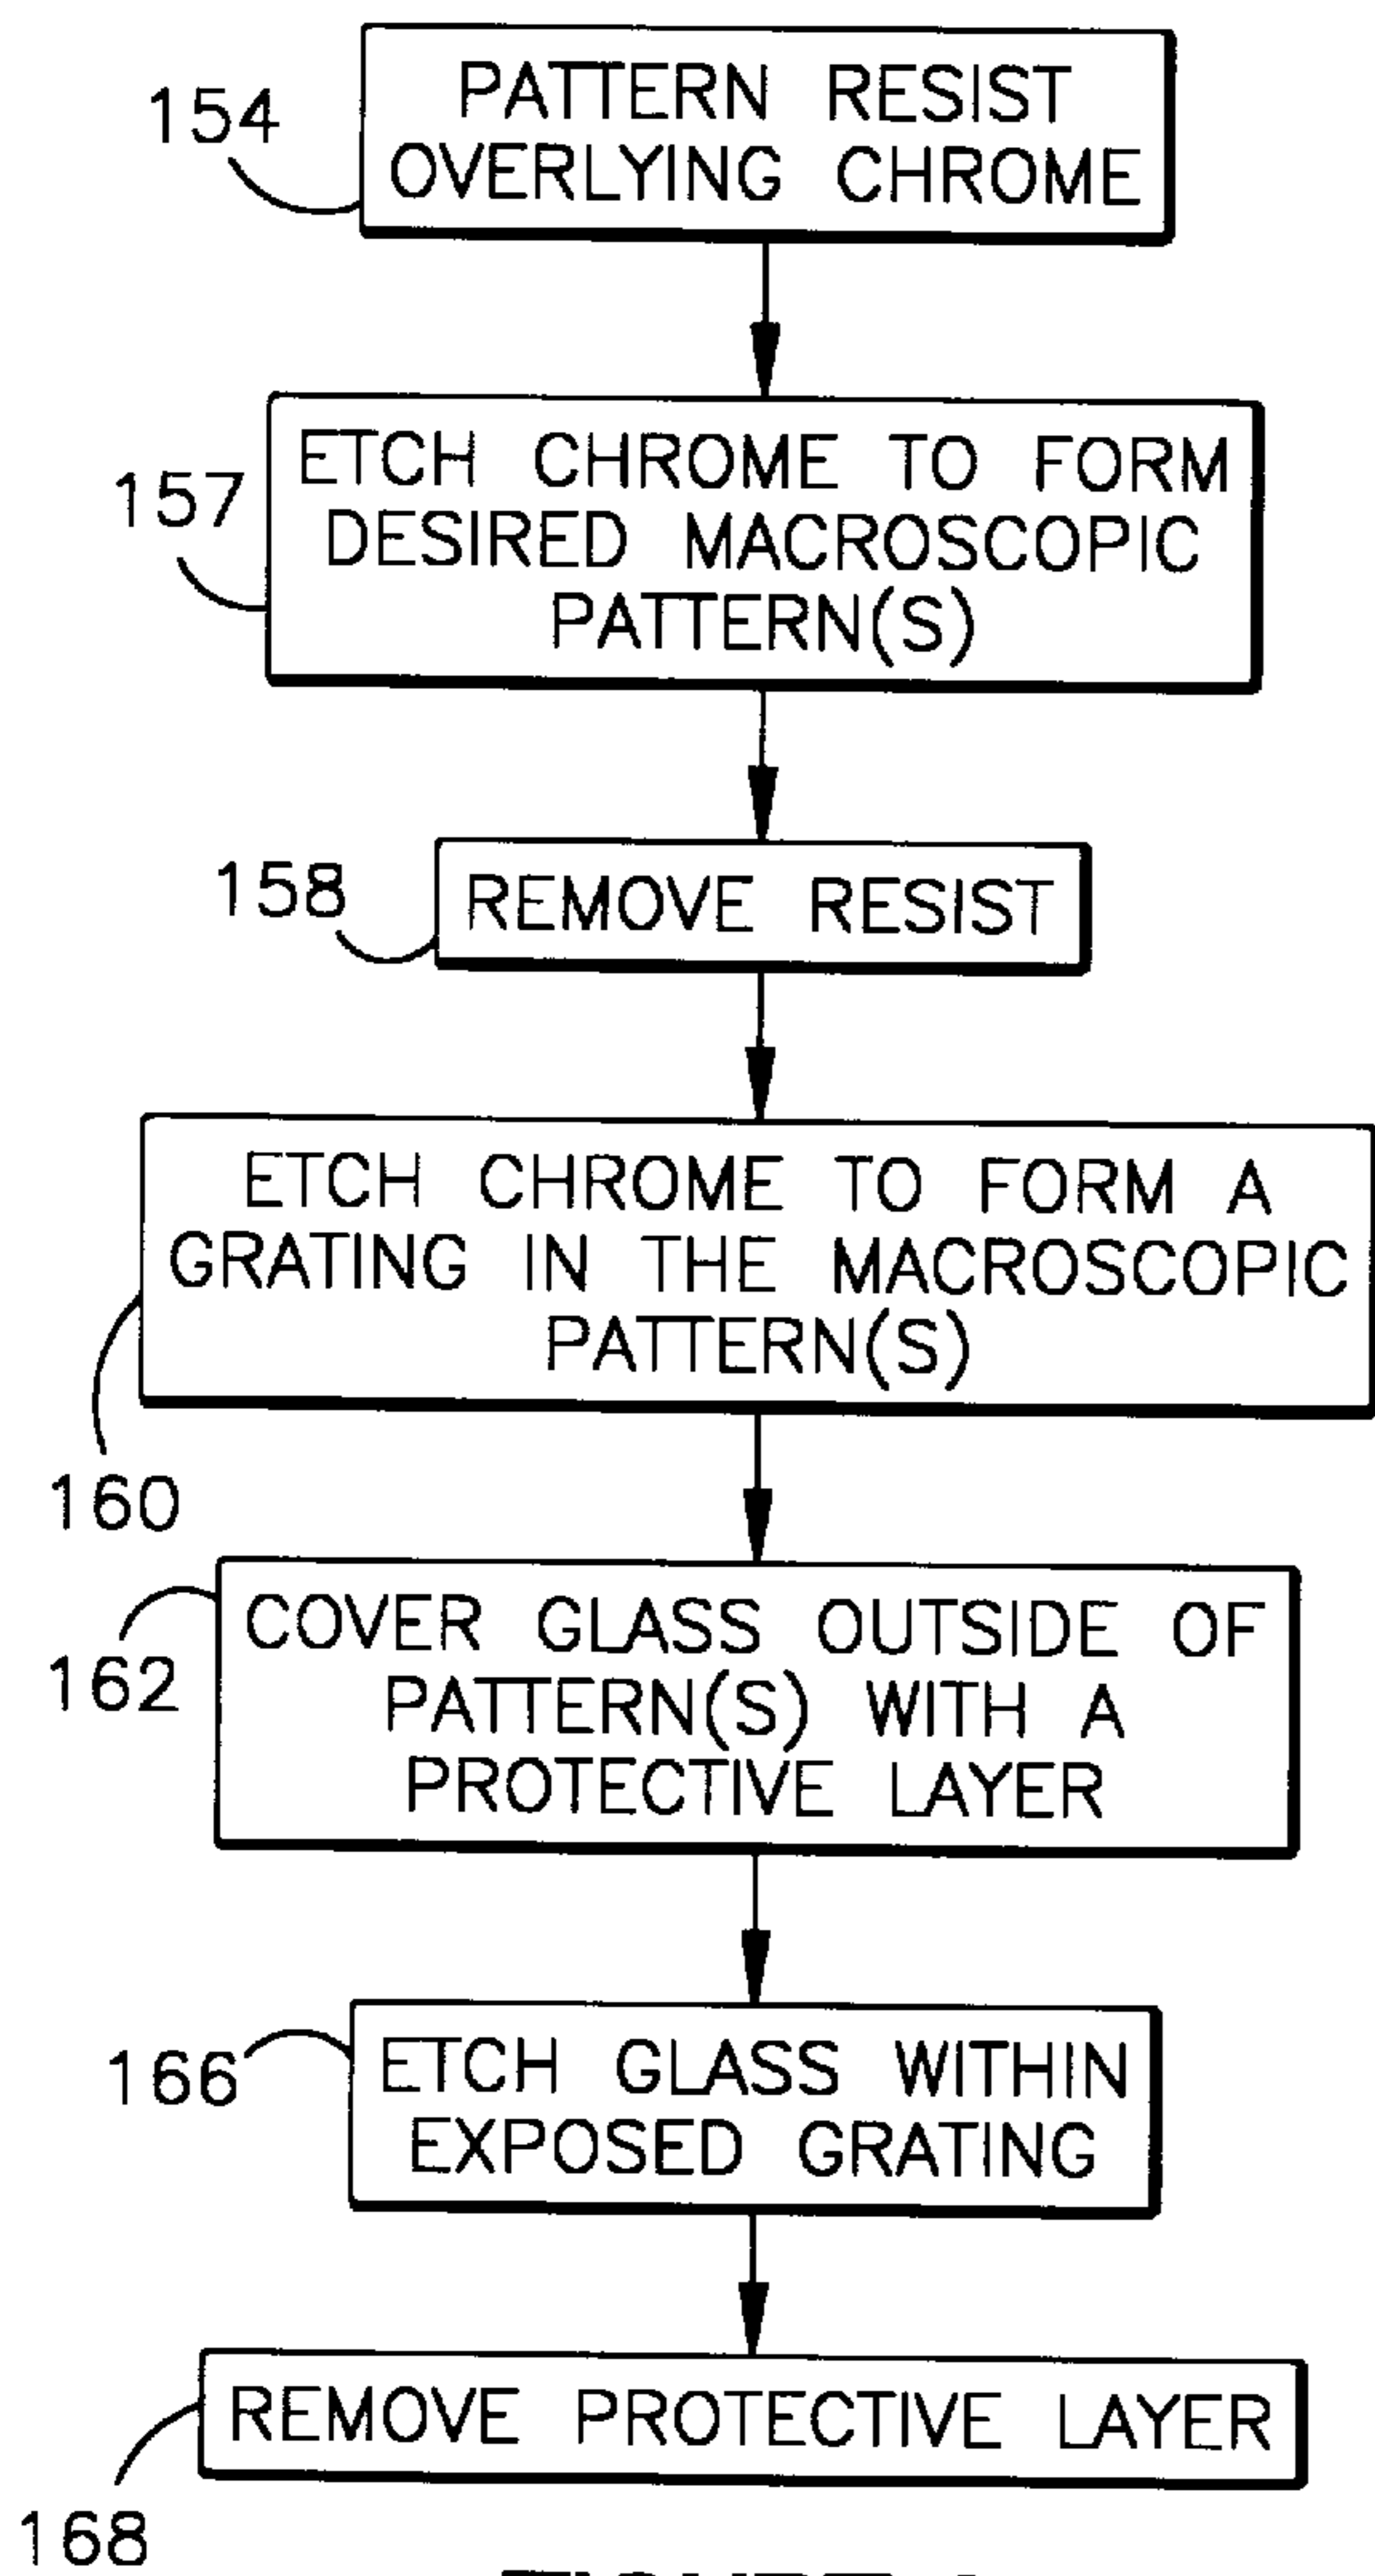 154
PATTERN RESIST
OVERLYING CHROME
157
ETCH CHROME TO FORM
DESIRED MACROSCOPIC
PATTERN(S)
158
REMOVE RESIST
ETCH CHROME TO FORM A
GRATING IN THE MACROSCOPIC
PATTERN(S)
160
162
COVER GLASS OUTSIDE OF
PATTERN(S) WITH A
PROTECTIVE LAYER
166
ETCH GLASS WITHIN
EXPOSED GRATING
REMOVE PROTECTIVE LAYER
168